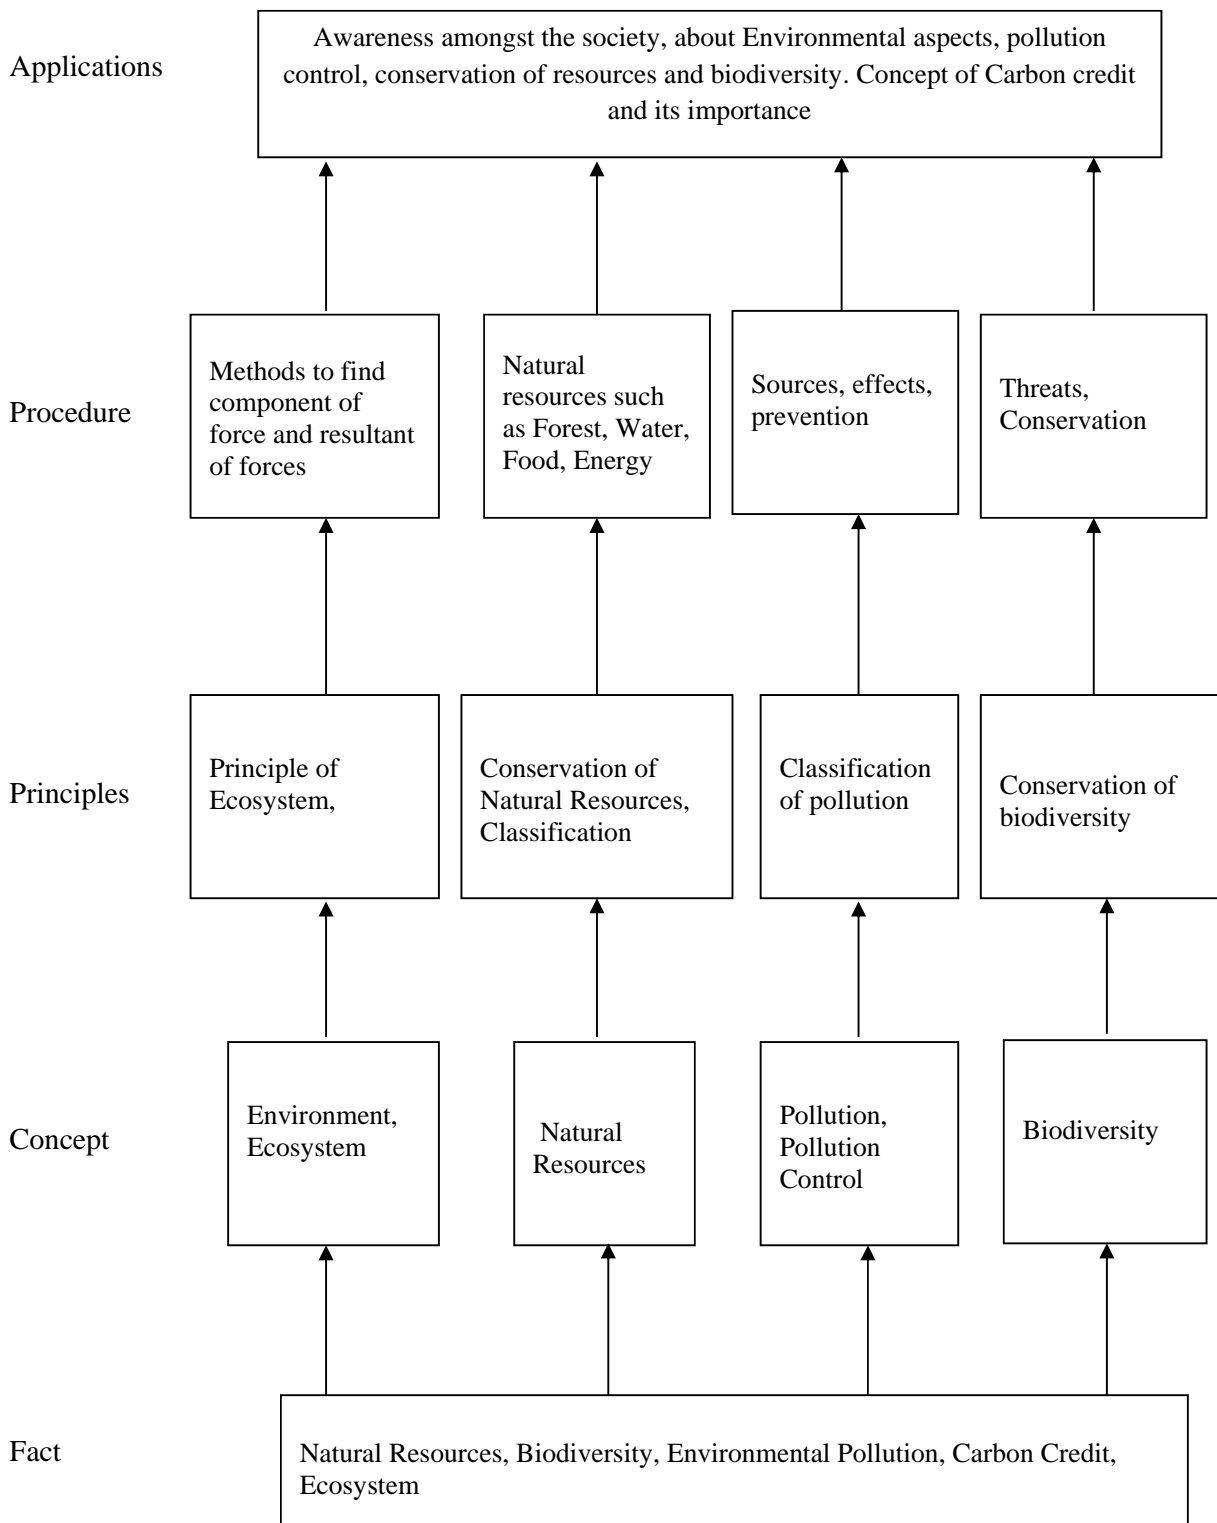 Applications
Awareness amongst the society, about Environmental aspects, pollution
control, conservation of resources and biodiversity. Concept of Carbon credit
and its importance
Procedure
Methods to find
component of
force and resultant
of forces
Natural
resources such
as Forest, Water,
Food, Energy
Sources, effects,
prevention
Threats,
Conservation
Principles
Principle of
Ecosystem,
Conservation of
Natural Resources,
Classification
Classification
of pollution
Conservation of
biodiversity
Concept
Environment,
Ecosystem
Natural
Resources
Pollution,
Pollution
Control
Biodiversity
Fact
Natural Resources, Biodiversity, Environmental Pollution, Carbon Credit,
Ecosystem